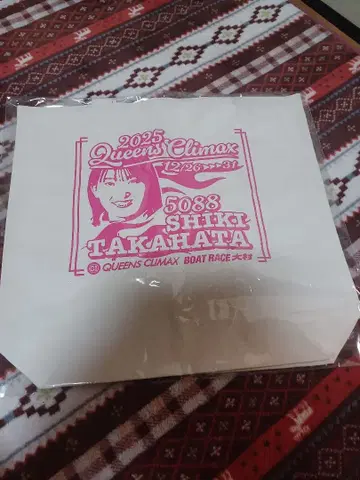 2025
Queens Climax
12/26▸▸▸31
5088
SHIKI
TAKAHATA
QUEENS CLIMAX BOAT RACE 大村